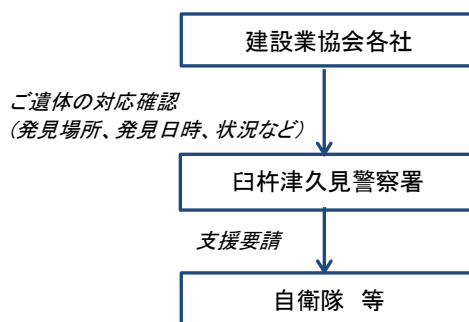 建設業協会各社
ご遺体の対応確認
(発見場所、発見日時、状況など)
臼杵津久見警察署
支援要請
自衛隊　等